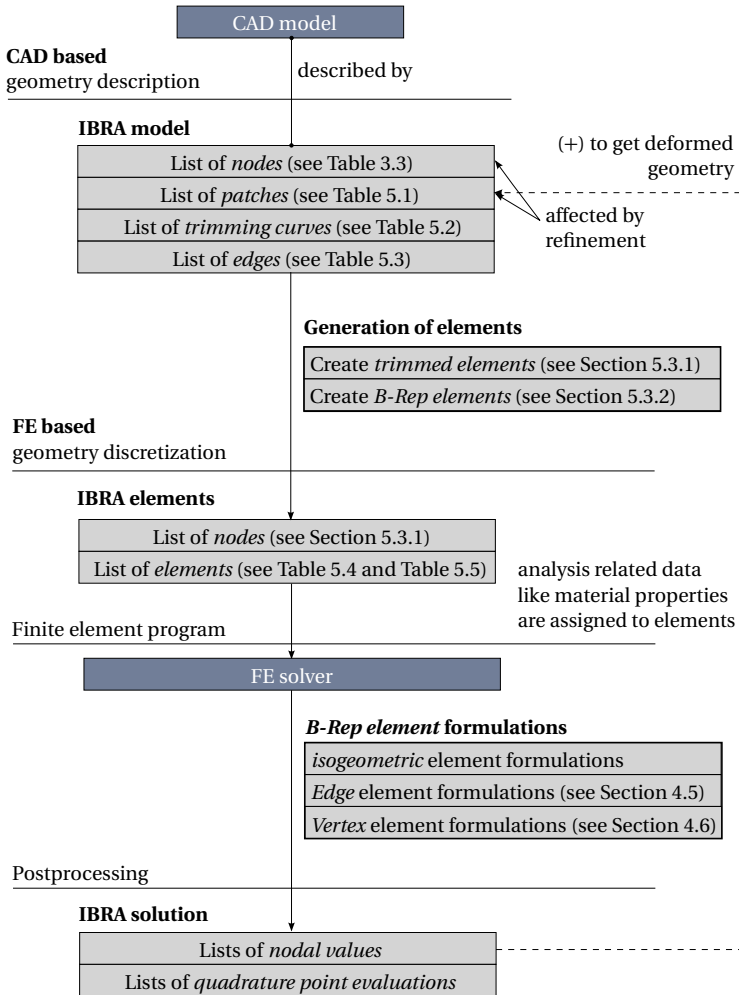 CAD model
CAD based
geometry description
described by
IBRA model
List of nodes (see Table 3.3)
List of patches (see Table 5.1)
List of trimming curves (see Table 5.2)
List of edges (see Table 5.3)
(+) to get deformed
geometry
affected by
refinement
Generation of elements
Create trimmed elements (see Section 5.3.1)
Create B-Rep elements (see Section 5.3.2)
FE based
geometry discretization
IBRA elements
List of nodes (see Section 5.3.1)
List of elements (see Table 5.4 and Table 5.5)
analysis related data
like material properties
are assigned to elements
Finite element program
FE solver
B-Rep element formulations
isogeometric element formulations
Edge element formulations (see Section 4.5)
Vertex element formulations (see Section 4.6)
Postprocessing
IBRA solution
Lists of nodal values
Lists of quadrature point evaluations